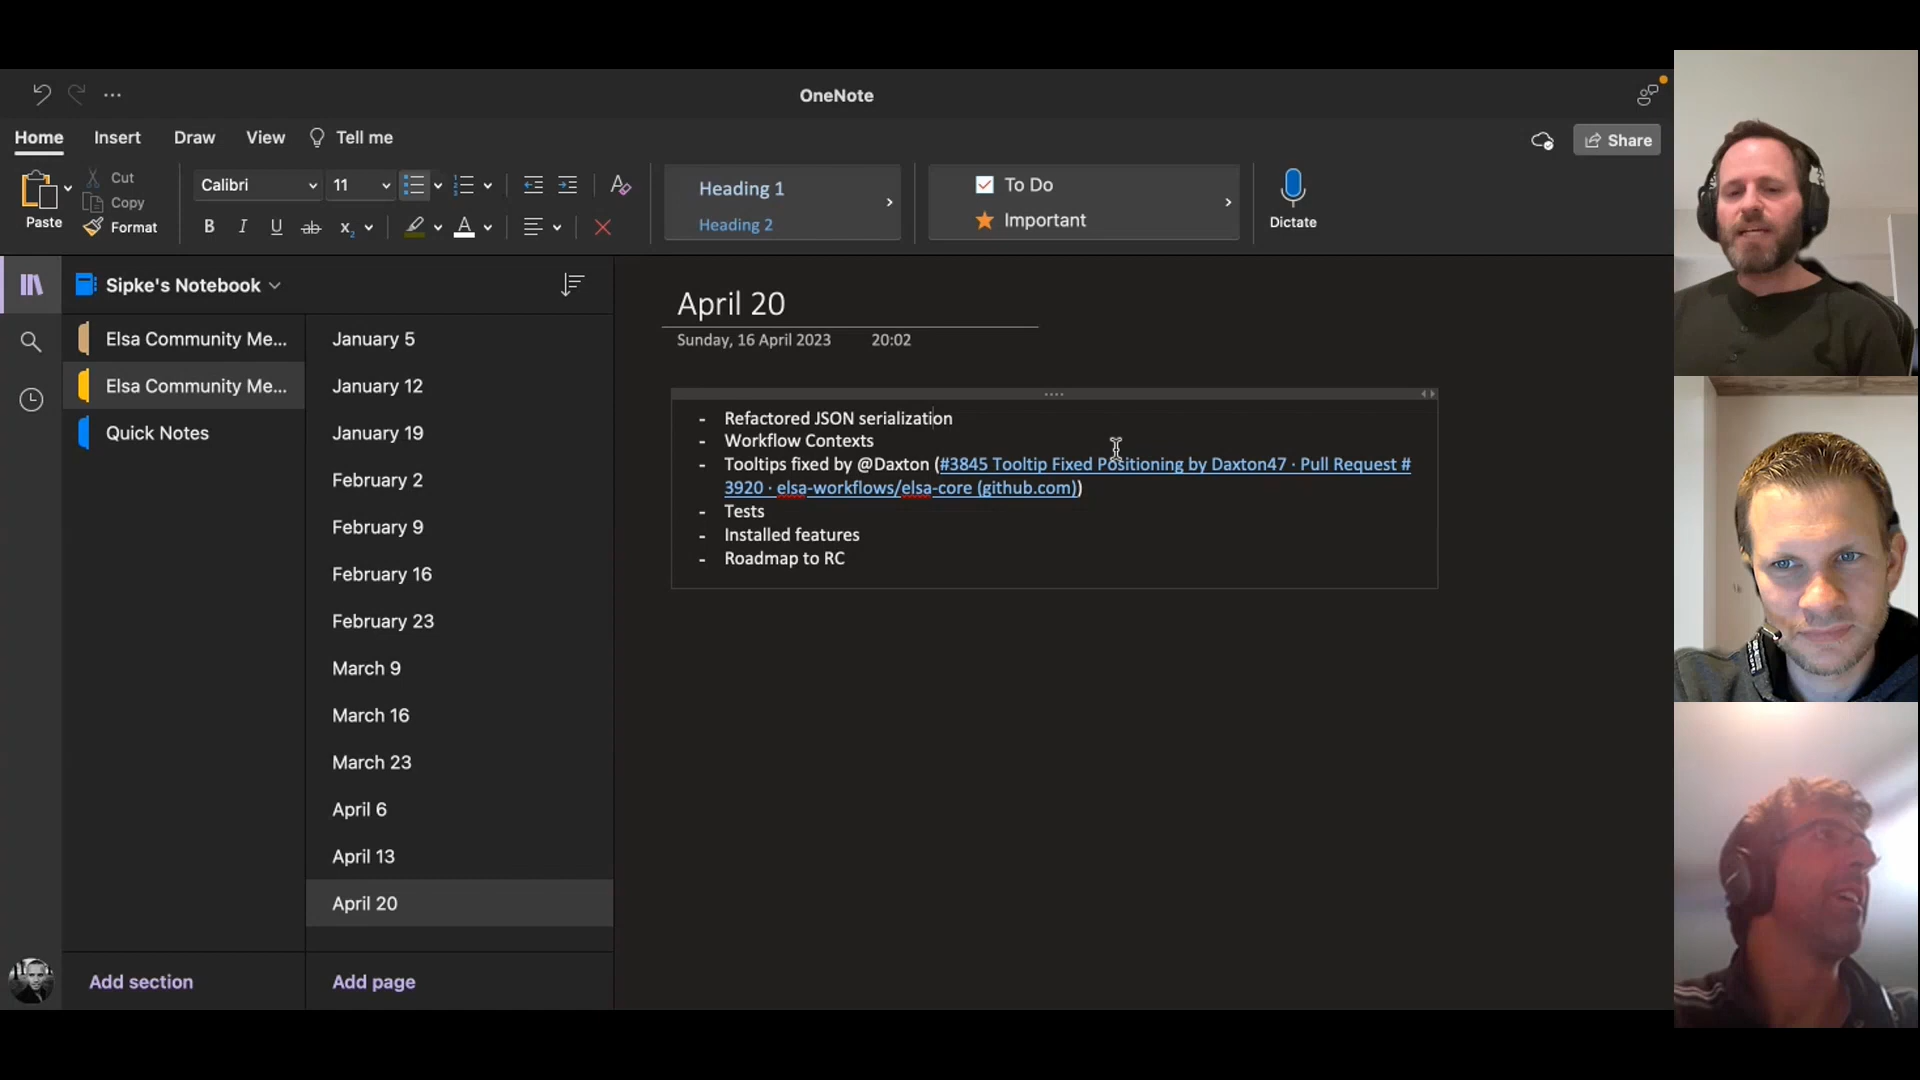 OneNote
Home Insert Draw View Tell me
Share
Paste
Cut
Copy
Format
Calibri 11
B I U ab x2 A
Heading 1
Heading 2
To Do
Important
Dictate
Sipke's Notebook
Elsa Community Me...
Elsa Community Me...
Quick Notes
Add section
January 5
January 12
January 19
February 2
February 9
February 16
February 23
March 9
March 16
March 23
April 6
April 13
April 20
Add page
April 20
Sunday, 16 April 2023 20:02
- Refactored JSON serialization
- Workflow Contexts
- Tooltips fixed by @Daxton (#3845 Tooltip Fixed Positioning by Daxton47 · Pull Request #
3920 · elsa-workflows/elsa-core (github.com))
- Tests
- Installed features
- Roadmap to RC